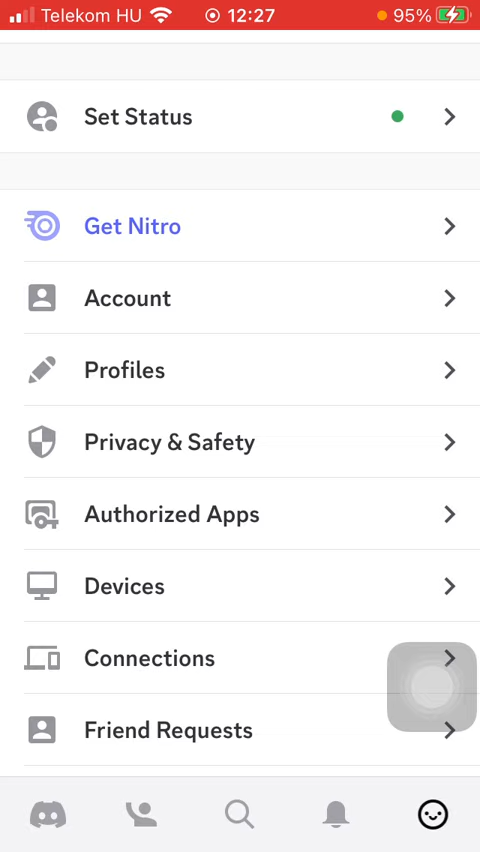 Telekom HU 12:27 95%
Set Status
Get Nitro
Account
Profiles
Privacy & Safety
Authorized Apps
Devices
Connections
Friend Requests